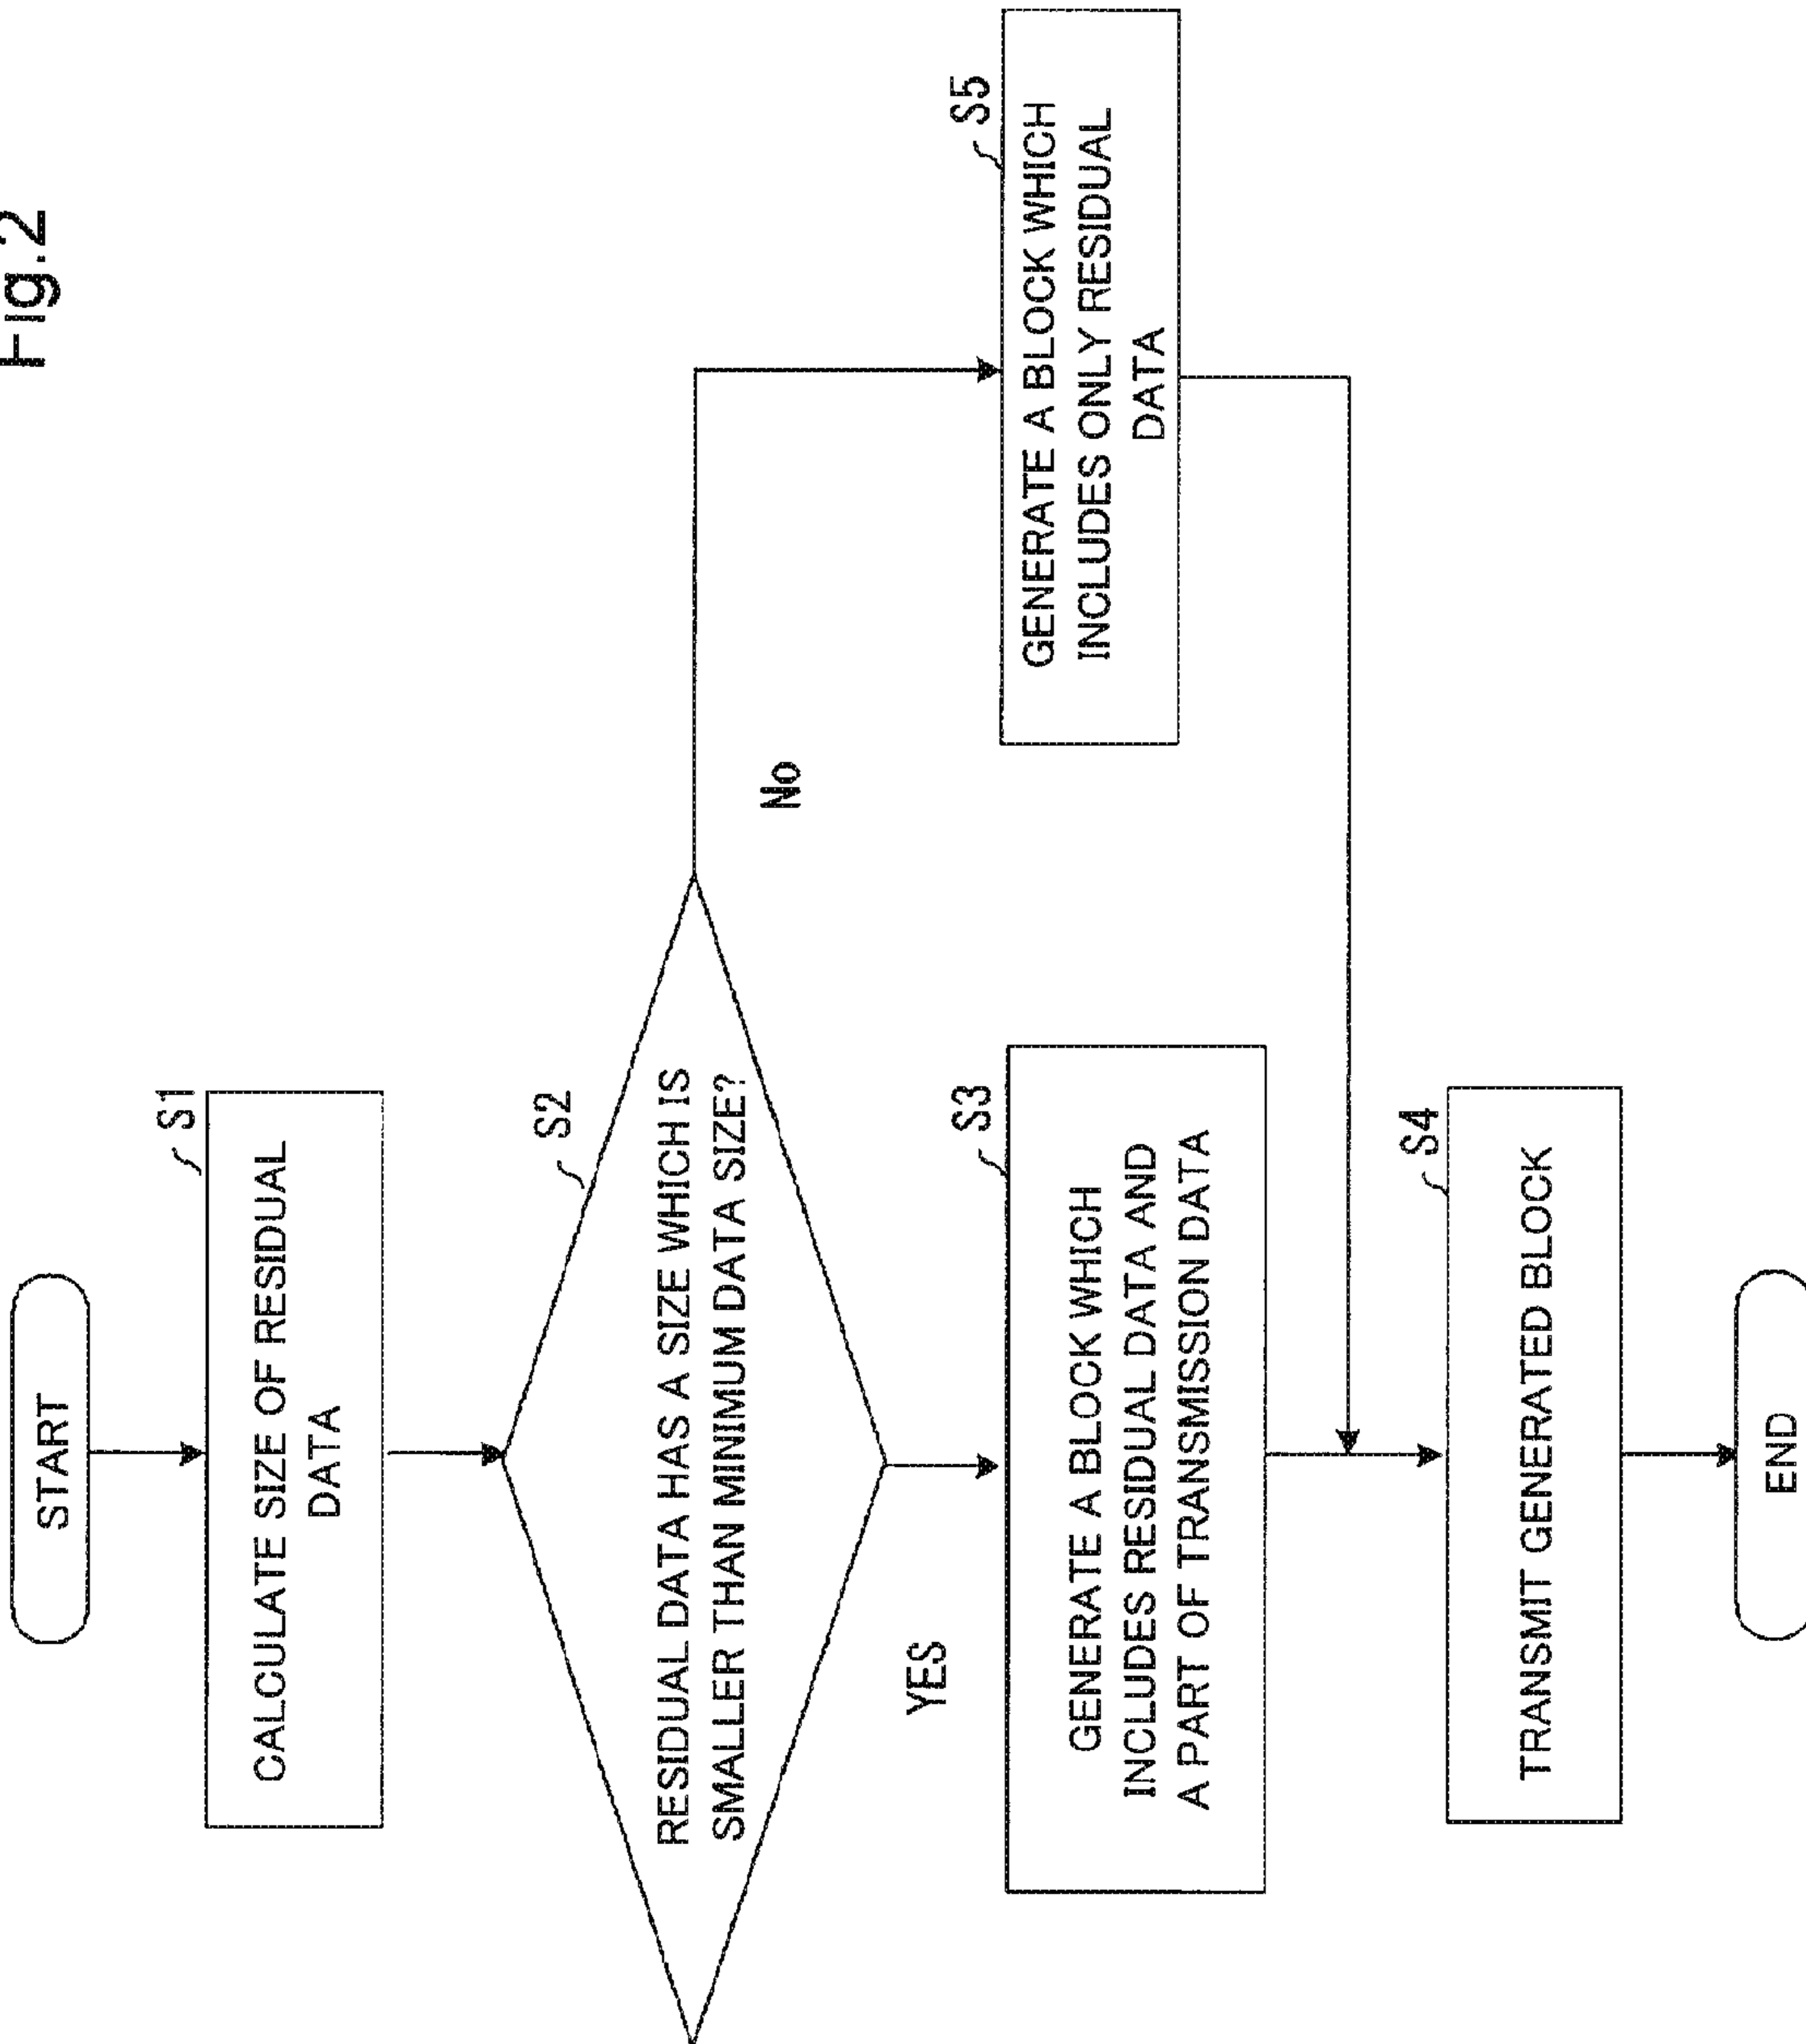 Fig.2
START
S1
CALCULATE SIZE OF RESIDUAL
DATA
S2
RESIDUAL DATA HAS A SIZE WHICH IS
SMALLER THAN MINIMUM DATA SIZE?
No
YES
S3
GENERATE A BLOCK WHICH
INCLUDES RESIDUAL DATA AND
A PART OF TRANSMISSION DATA
S5
GENERATE A BLOCK WHICH
INCLUDES ONLY RESIDUAL
DATA
S4
TRANSMIT GENERATED BLOCK
END